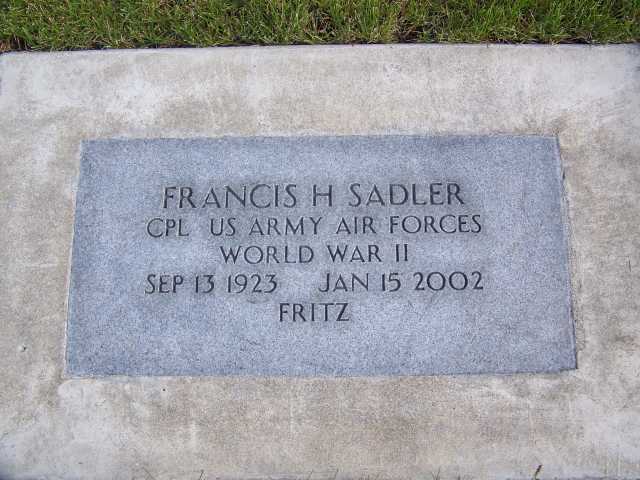 FRANCIS H SADLER
CPL US ARMY AIR FORCES
WORLD WAR II
SEP 13 1923 JAN 15 2002
FRITZ